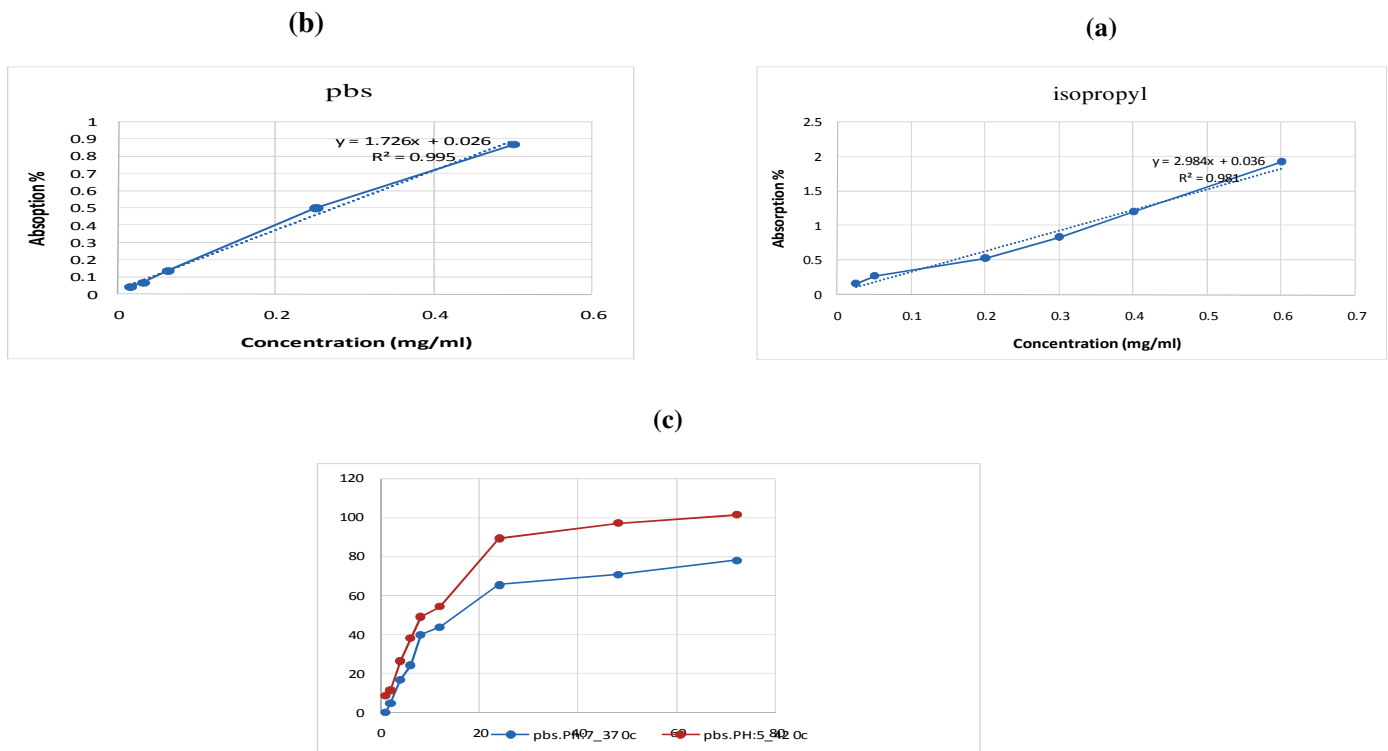 (b)
(a)
pbs
y = 1.726x + 0.026
R² = 0.995
Absoption %
1
0.9
0.8
0.7
0.6
0.5
0.4
0.3
0.2
0.1
0
0 0.2 0.4 0.6
Concentration (mg/ml)
isopropyl
y = 2.984x + 0.036
R² = 0.981
Absorption %
2.5
2
1.5
1
0.5
0
0 0.1 0.2 0.3 0.4 0.5 0.6 0.7
Concentration (mg/ml)
(c)
120
100
80
60
40
20
0
0 20 40 60 80
pbs.PH:7_37 0c pbs.PH:5_42 0c